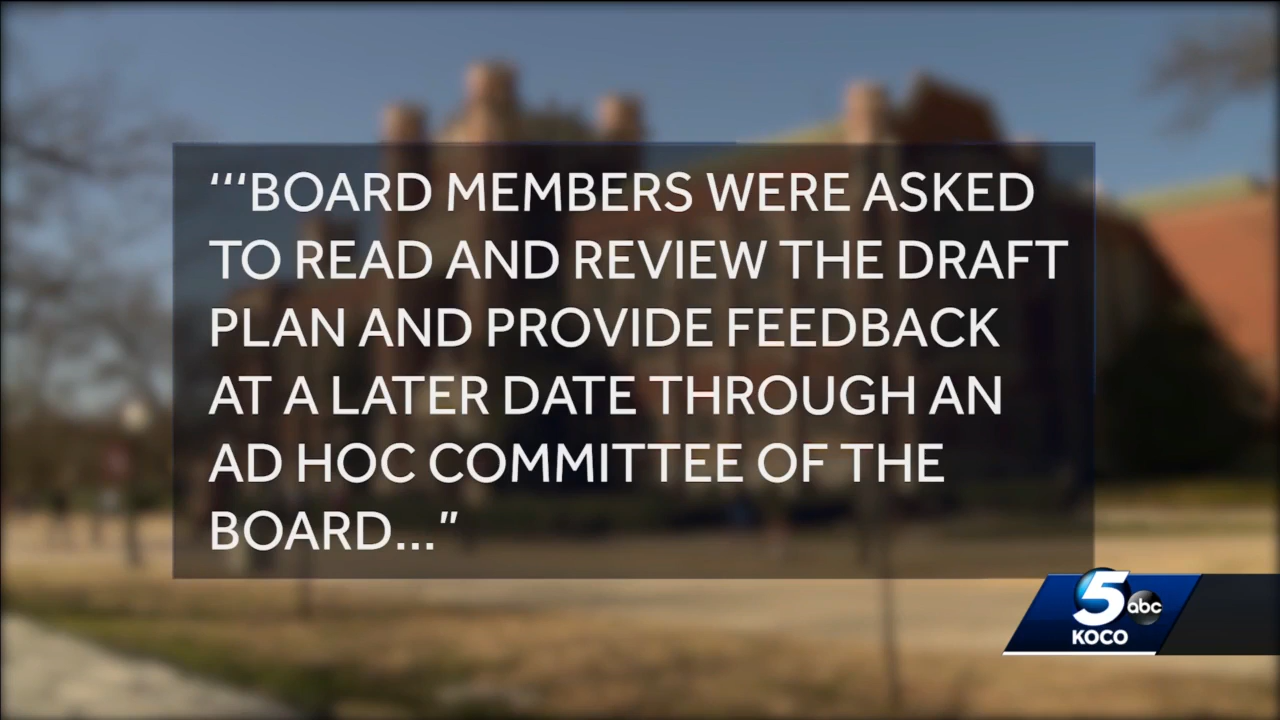 “‘“BOARD MEMBERS WERE ASKED
TO READ AND REVIEW THE DRAFT
PLAN AND PROVIDE FEEDBACK
AT A LATER DATE THROUGH AN
AD HOC COMMITTEE OF THE
BOARD...”
5
abc
KOCO